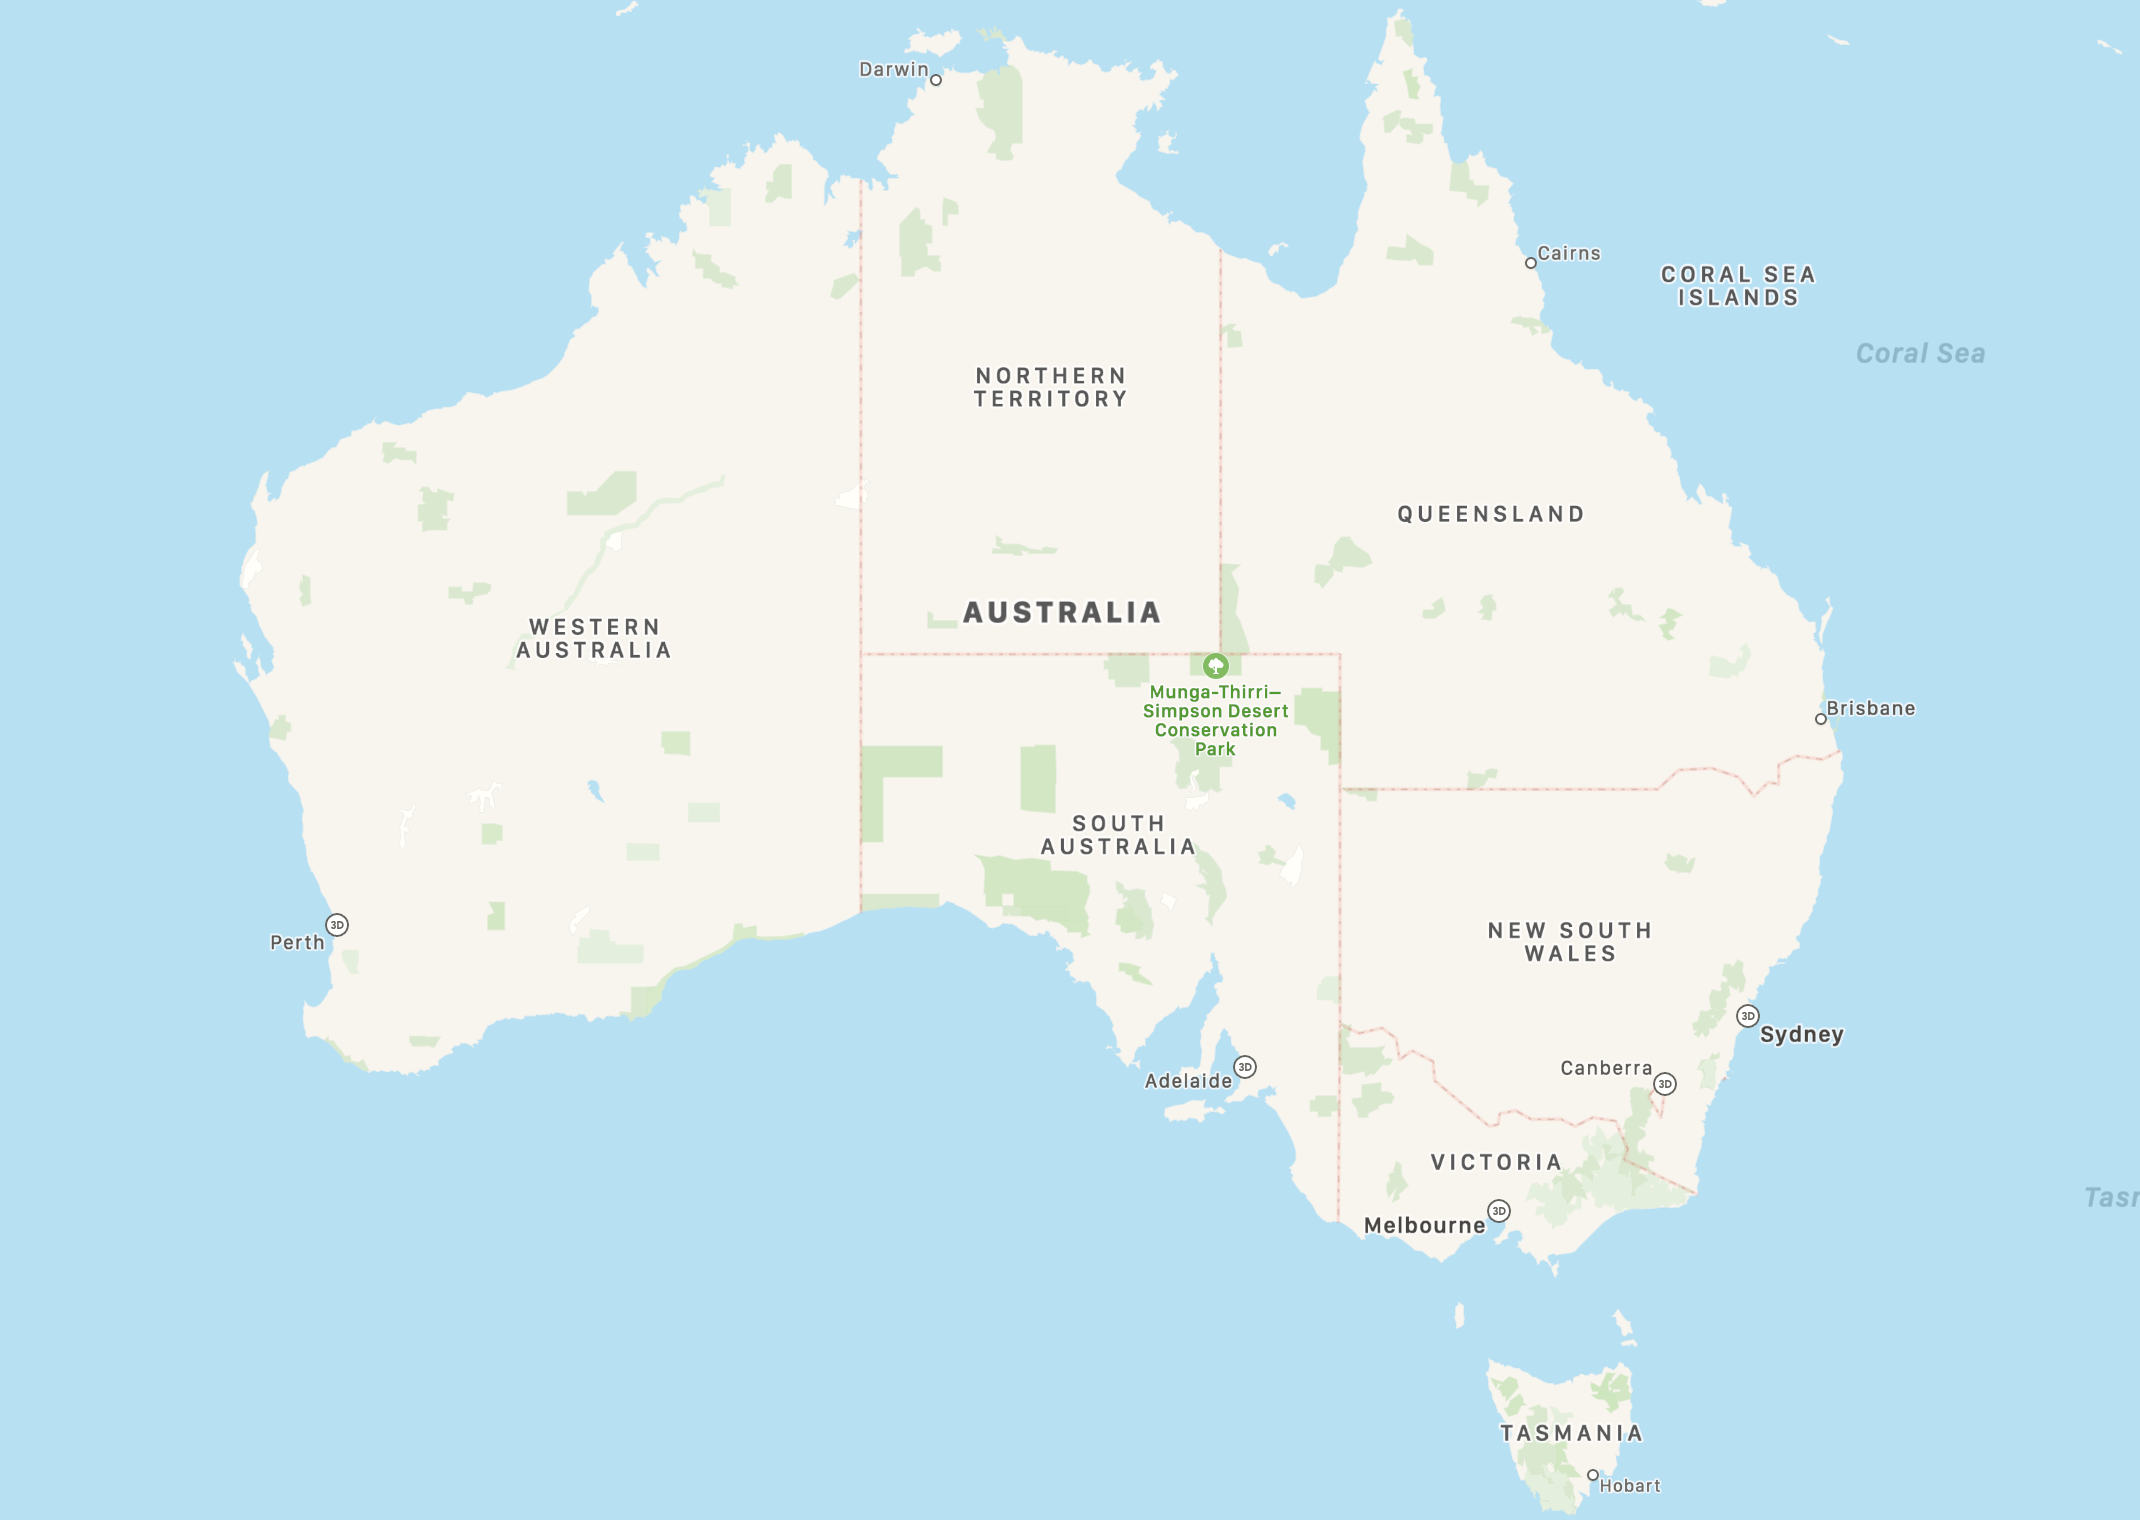 Darwin
Cairns
CORAL SEA
ISLANDS
Coral Sea
NORTHERN
TERRITORY
QUEENSLAND
AUSTRALIA
WESTERN
AUSTRALIA
Munga-Thirri–
Simpson Desert
Conservation
Park
Brisbane
SOUTH
AUSTRALIA
3D
Perth
NEW SOUTH
WALES
3D
Sydney
Canberra
3D
Adelaide
3D
VICTORIA
Melbourne
3D
TASMANIA
Hobart